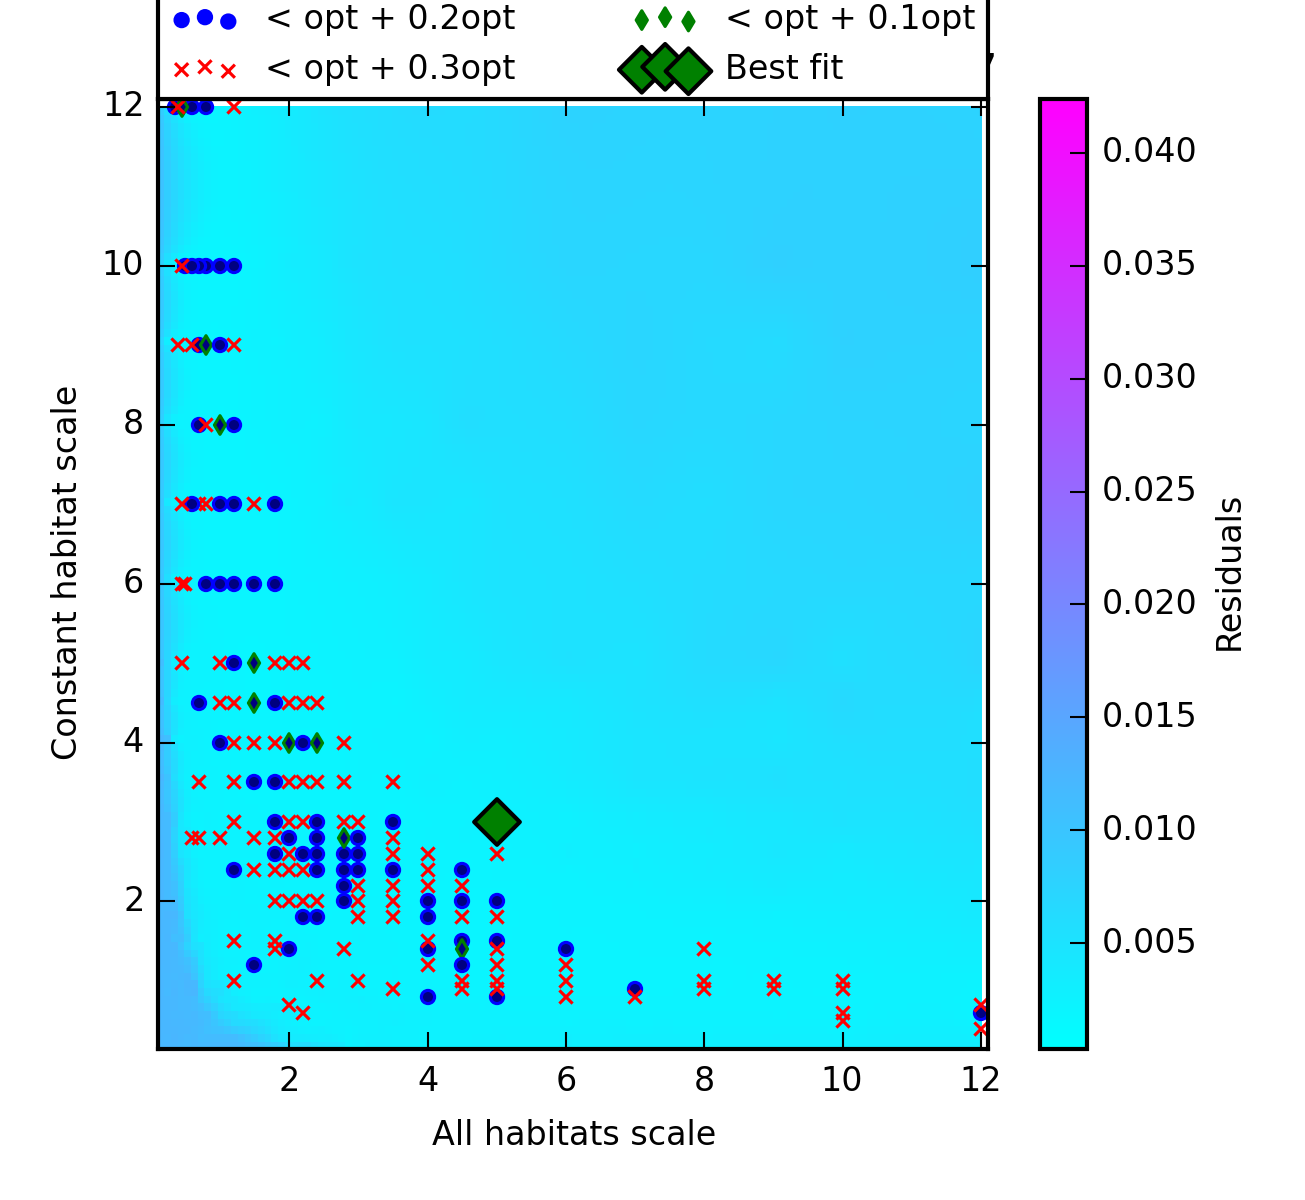 < opt + 0.2opt
< opt + 0.1opt
< opt + 0.3opt
Best fit
12
10
8
6
4
2
Constant habitat scale
2
4
6
8
10
12
All habitats scale
0.040
0.035
0.030
0.025
0.020
0.015
0.010
0.005
Residuals